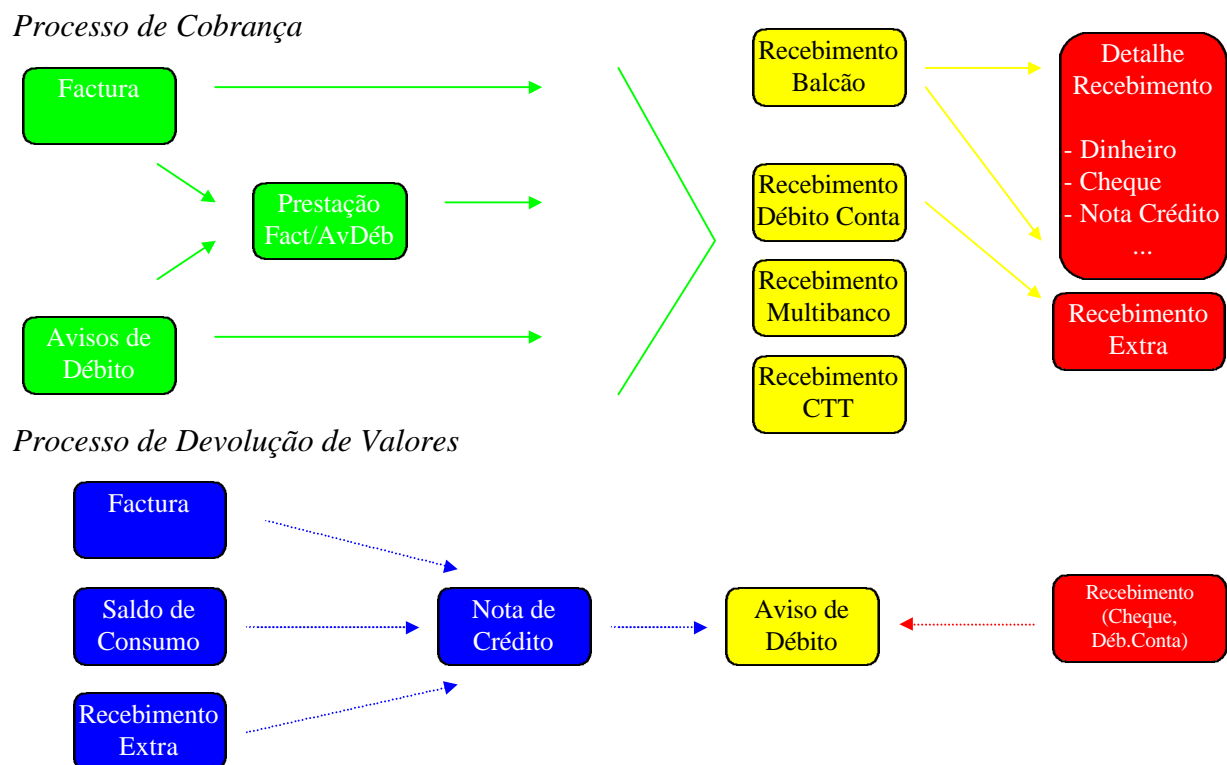 Processo de Cobrança
Factura
Prestação
Fact/AvDéb
Avisos de
Débito
Recebimento
Balcão
Recebimento
Débito Conta
Recebimento
Multibanco
Recebimento
CTT
Detalhe
Recebimento
- Dinheiro
- Cheque
- Nota Crédito
...
Recebimento
Extra
Processo de Devolução de Valores
Factura
Saldo de
Consumo
Recebimento
Extra
Nota de
Crédito
Aviso de
Débito
Recebimento
(Cheque,
Déb.Conta)